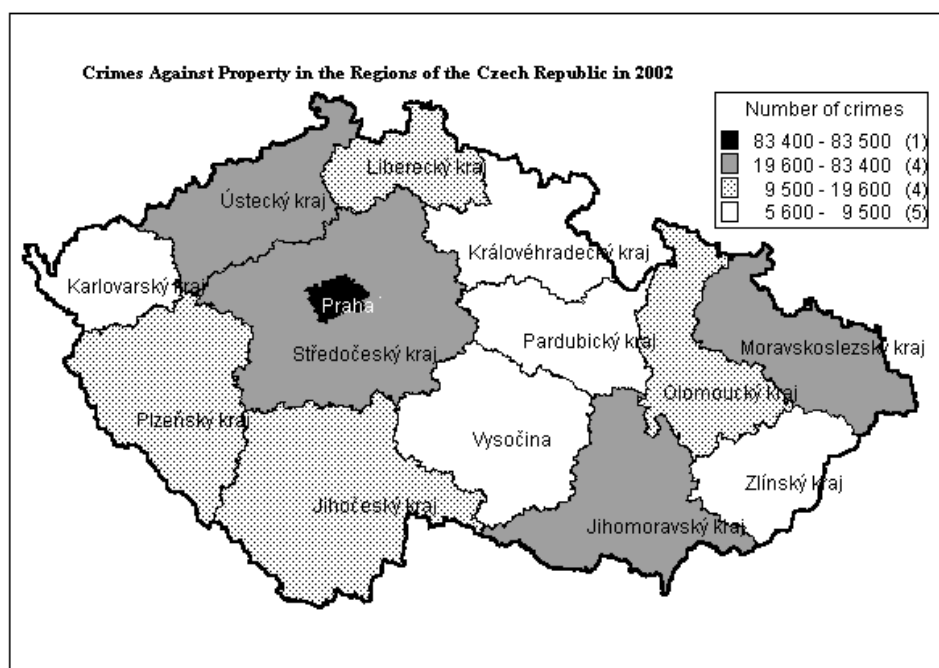 Crimes Against Property in the Regions of the Czech Republic in 2002
Number of crimes
83 400 - 83 500 (1)
19 600 - 83 400 (4)
9 500 - 19 600 (4)
5 600 - 9 500 (5)
Liberecký kraj
Ústecký kraj
Královéhradecký kraj
Karlovarský kraj
Praha
Pardubický kraj
Středočeský kraj
Moravskoslezský kraj
Olomoucký kraj
Plzeňský kraj
Vysočina
Zlínský kraj
Jihočeský kraj
Jihomoravský kraj